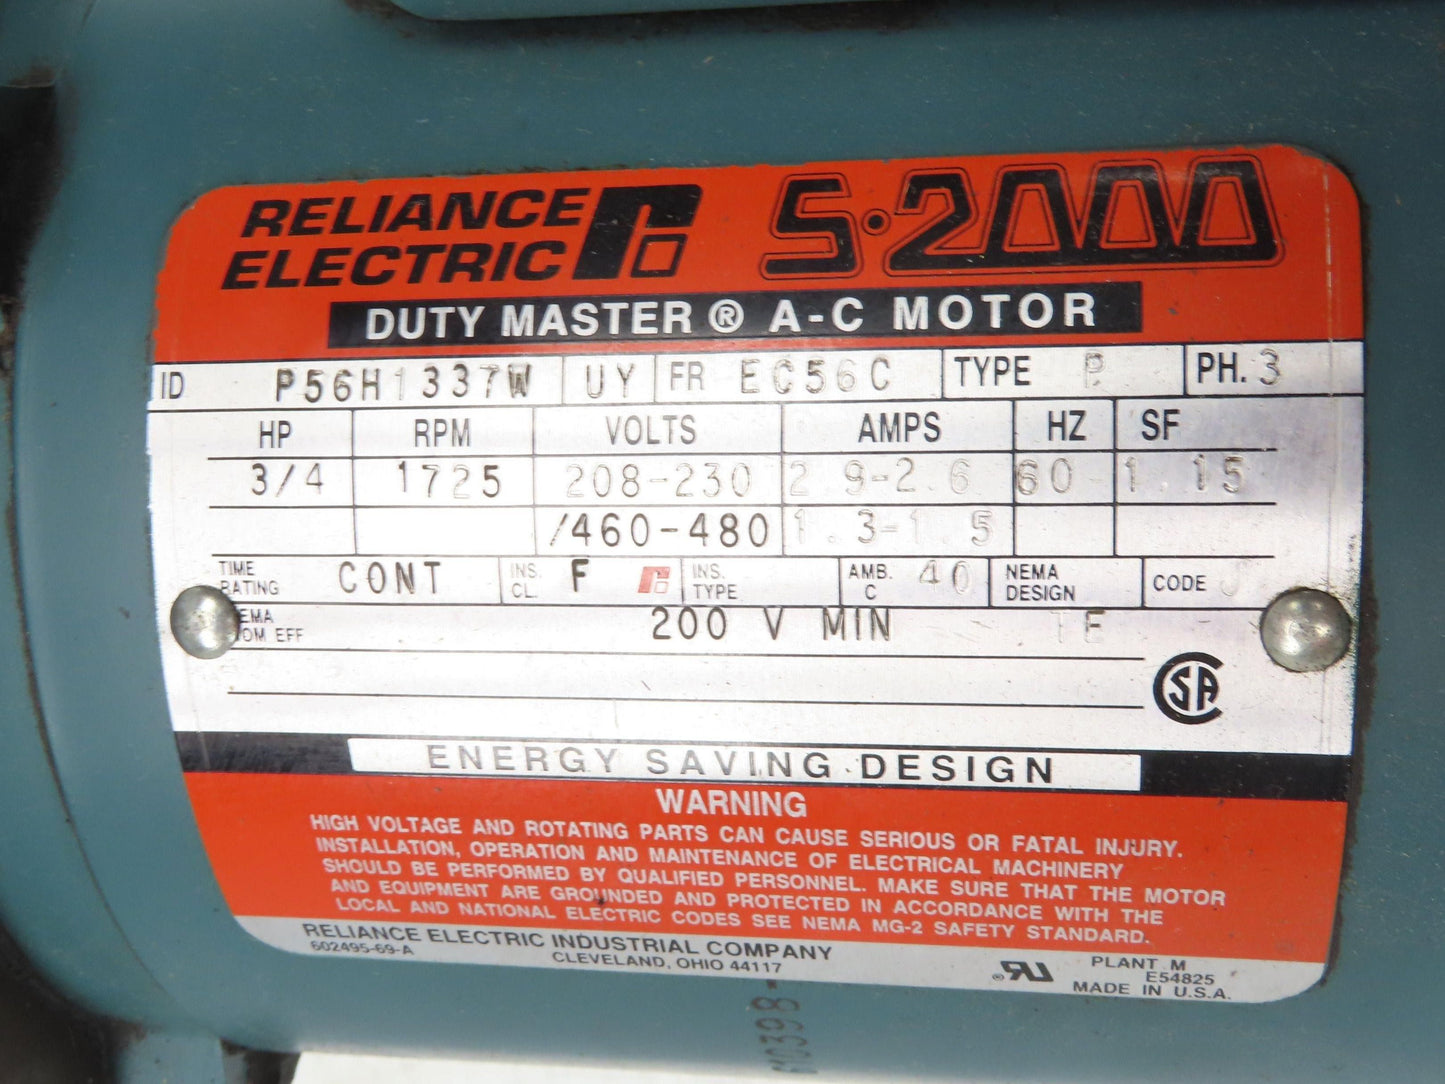 RELIANCE S·2000
ELECTRIC
DUTY MASTER ® A-C MOTOR
ID P56H1337W UY FR EC56C TYPE P PH. 3
HP RPM VOLTS AMPS HZ SF
3/4 1725 208-230 2.9-2.6 60 1.15
/460-480 1.3-1.5
TIME RATING CONT INS. CL. F INS. TYPE AMB. C 40 NEMA DESIGN CODE J
200 V MIN TE
EFF
CSA
ENERGY SAVING DESIGN
WARNING
HIGH VOLTAGE AND ROTATING PARTS CAN CAUSE SERIOUS OR FATAL INJURY.
INSTALLATION, OPERATION AND MAINTENANCE OF ELECTRICAL MACHINERY
SHOULD BE PERFORMED BY QUALIFIED PERSONNEL. MAKE SURE THAT THE MOTOR
AND EQUIPMENT ARE GROUNDED AND PROTECTED IN ACCORDANCE WITH THE
LOCAL AND NATIONAL ELECTRIC CODES SEE NEMA MG-2 SAFETY STANDARD.
RELIANCE ELECTRIC INDUSTRIAL COMPANY
602495-69-A
CLEVELAND, OHIO 44117
PLANT M
E54825
MADE IN U.S.A.